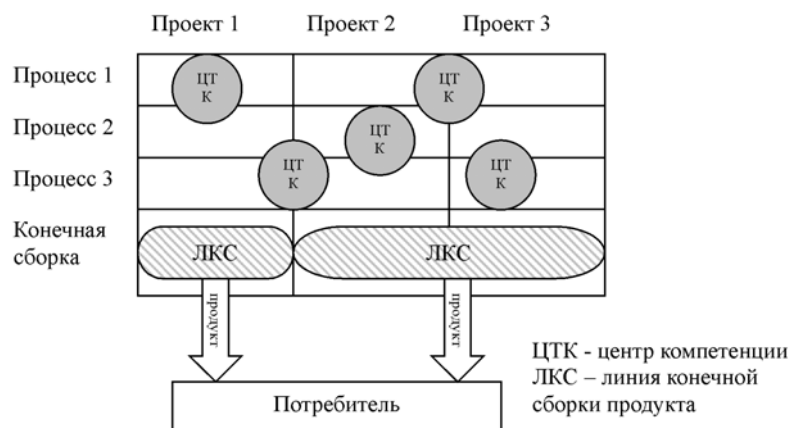 Проект 1
Проект 2
Проект 3
Процесс 1
ЦТ
К
ЦТ
К
Процесс 2
ЦТ
К
Процесс 3
ЦТ
К
ЦТ
К
Конечная
сборка
ЛКС
ЛКС
продукт
продукт
ЦТК - центр компетенции
ЛКС – линия конечной
сборки продукта
Потребитель